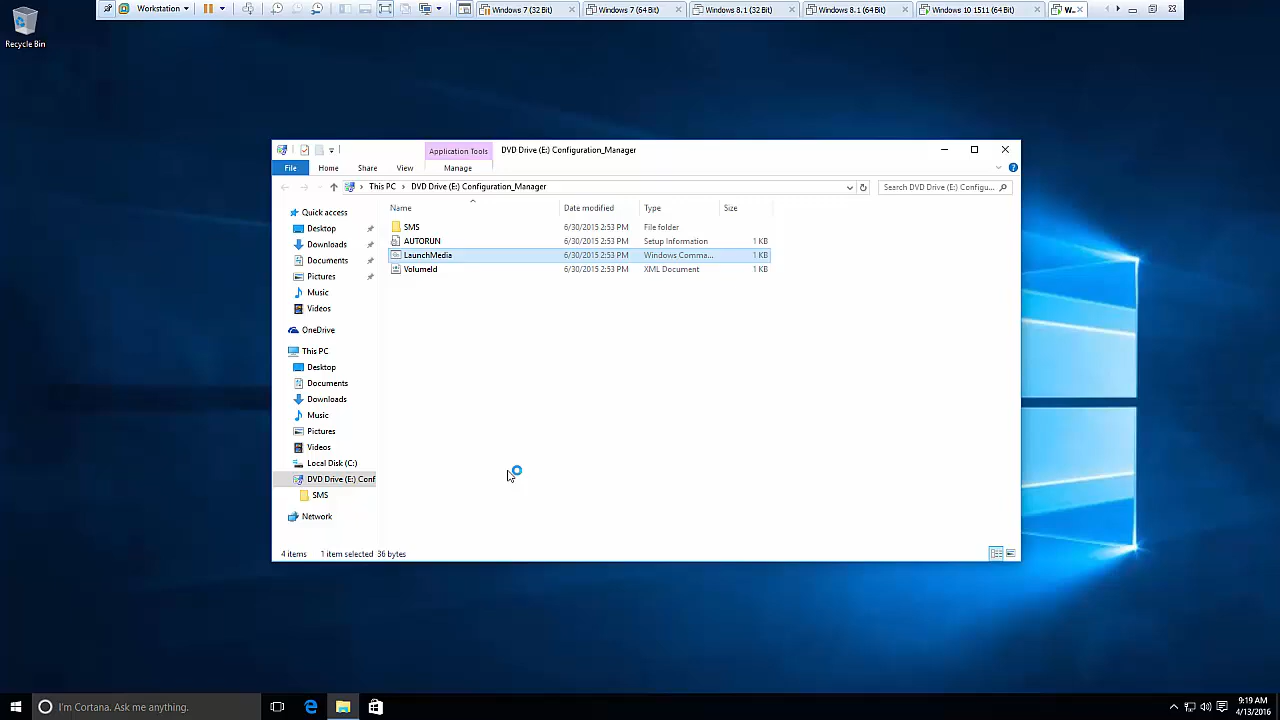 Workstation
Windows 7 (32 Bit)
Windows 7 (64 Bit)
Windows 8.1 (32 Bit)
Windows 8.1 (64 Bit)
Windows 10 1511 (64 Bit)
W...
Recycle Bin
Application Tools
DVD Drive (E:) Configuration_Manager
File
Home
Share
View
Manage
This PC
DVD Drive (E:) Configuration_Manager
Search DVD Drive (E:) Configu...
Name
Date modified
Type
Size
SMS
6/30/2015 2:53 PM
File folder
AUTORUN
6/30/2015 2:53 PM
Setup Information
1 KB
LaunchMedia
6/30/2015 2:53 PM
Windows Comma...
1 KB
VolumeId
6/30/2015 2:53 PM
XML Document
1 KB
Quick access
Desktop
Downloads
Documents
Pictures
Music
Videos
OneDrive
This PC
Desktop
Documents
Downloads
Music
Pictures
Videos
Local Disk (C:)
DVD Drive (E:) Conf
SMS
Network
4 items
1 item selected 36 bytes
I'm Cortana. Ask me anything.
9:19 AM
4/13/2016